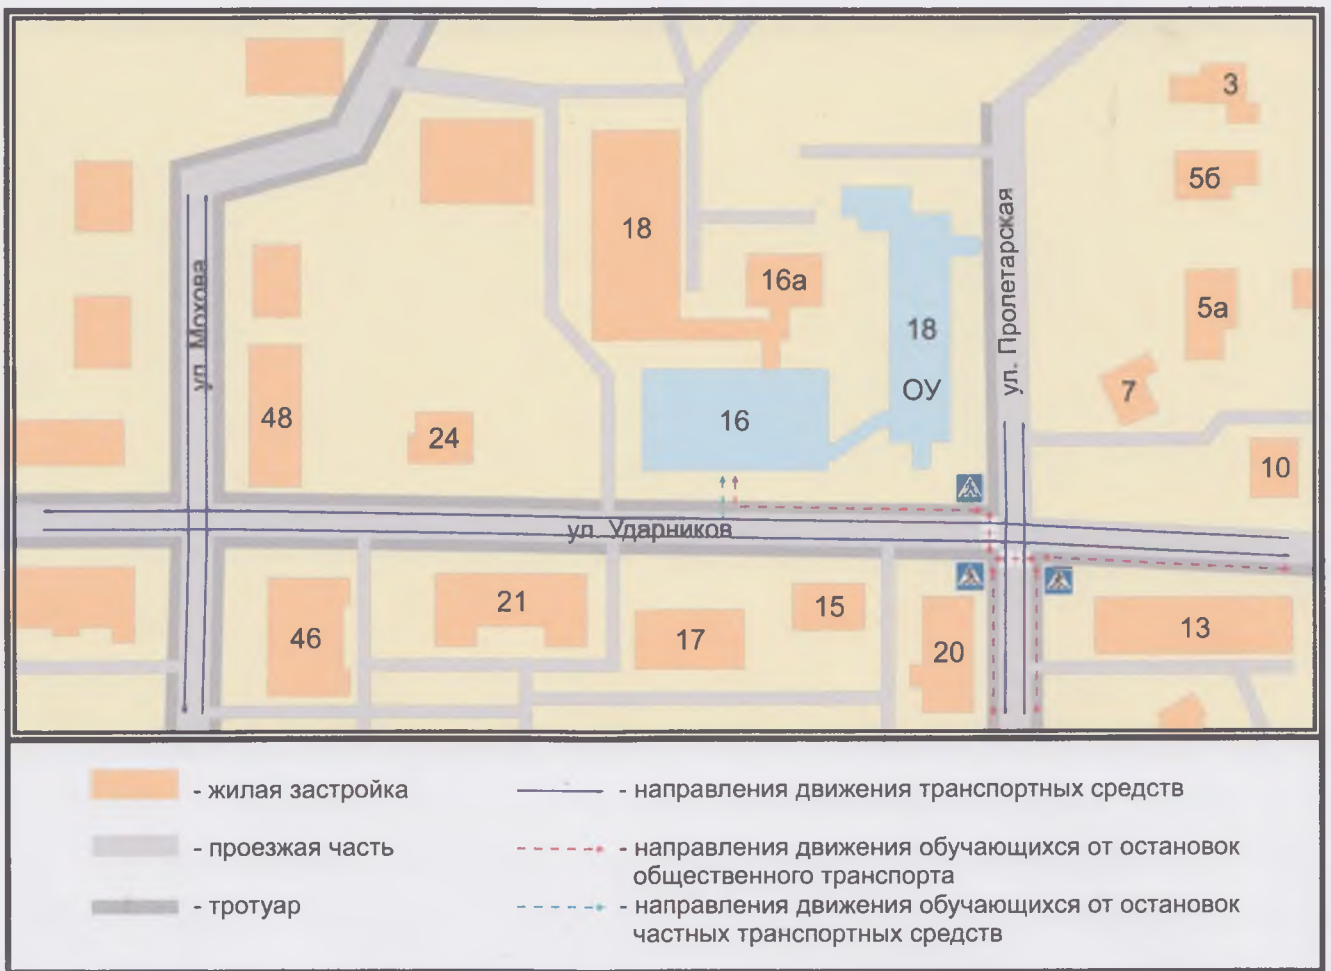 3
5б
18
ул. Пролетарская
16а
ул. Мохова
5а
18
ОУ
7
48
16
24
10
ул. Ударников
21
15
46
17
20
13
- жилая застройка
- проезжая часть
- тротуар
- направления движения транспортных средств
- направления движения обучающихся от остановок
общественного транспорта
- направления движения обучающихся от остановок
частных транспортных средств